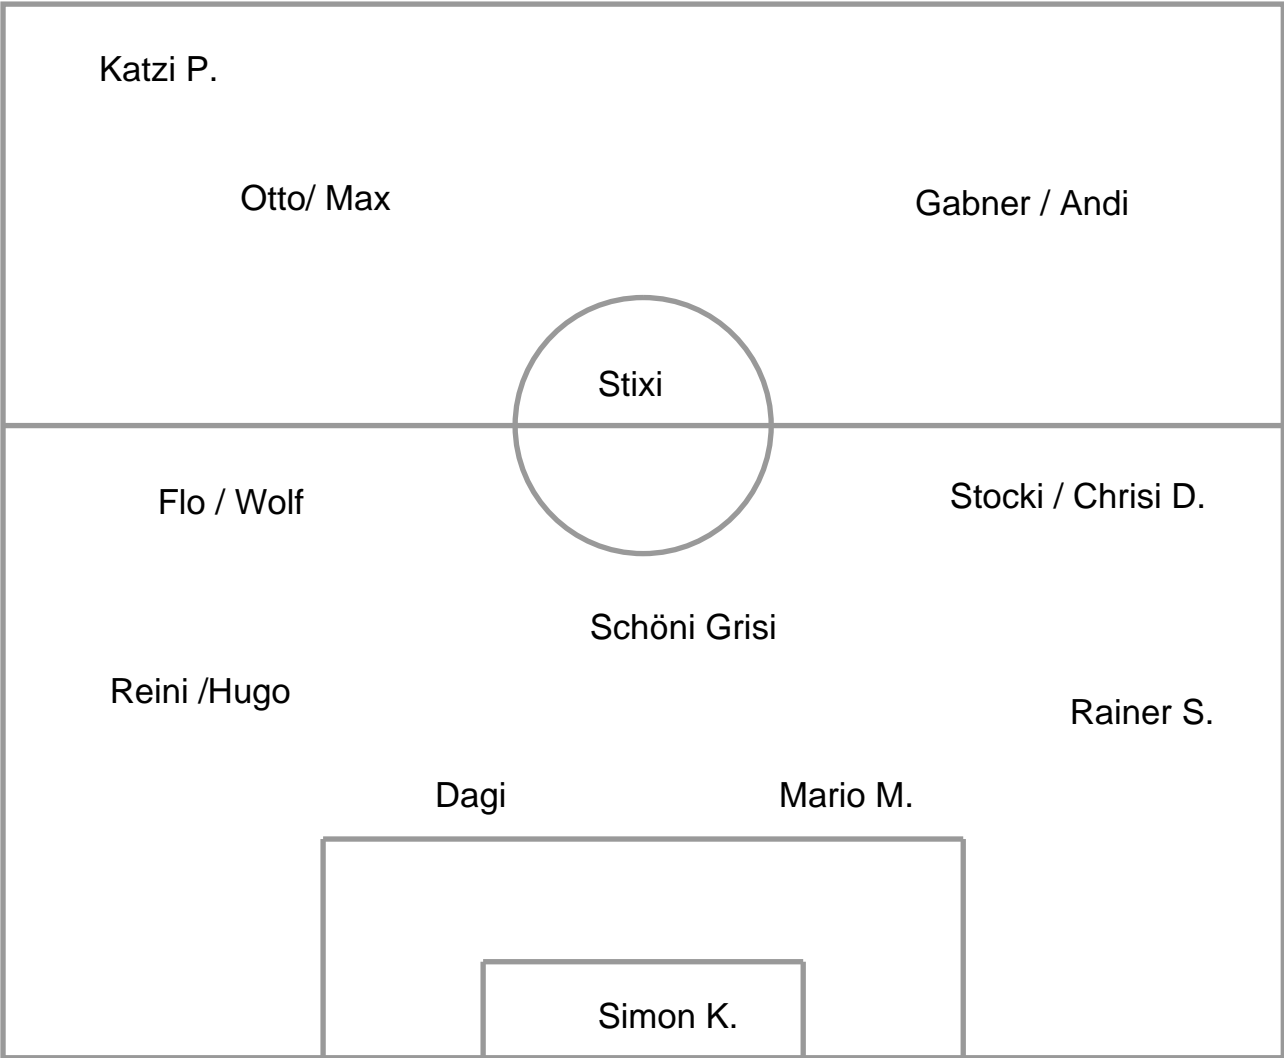 Katzi P.
Otto/ Max
Gabner / Andi
Stixi
Flo / Wolf
Stocki / Chrisi D.
Schöni Grisi
Reini /Hugo
Rainer S.
Dagi
Mario M.
Simon K.